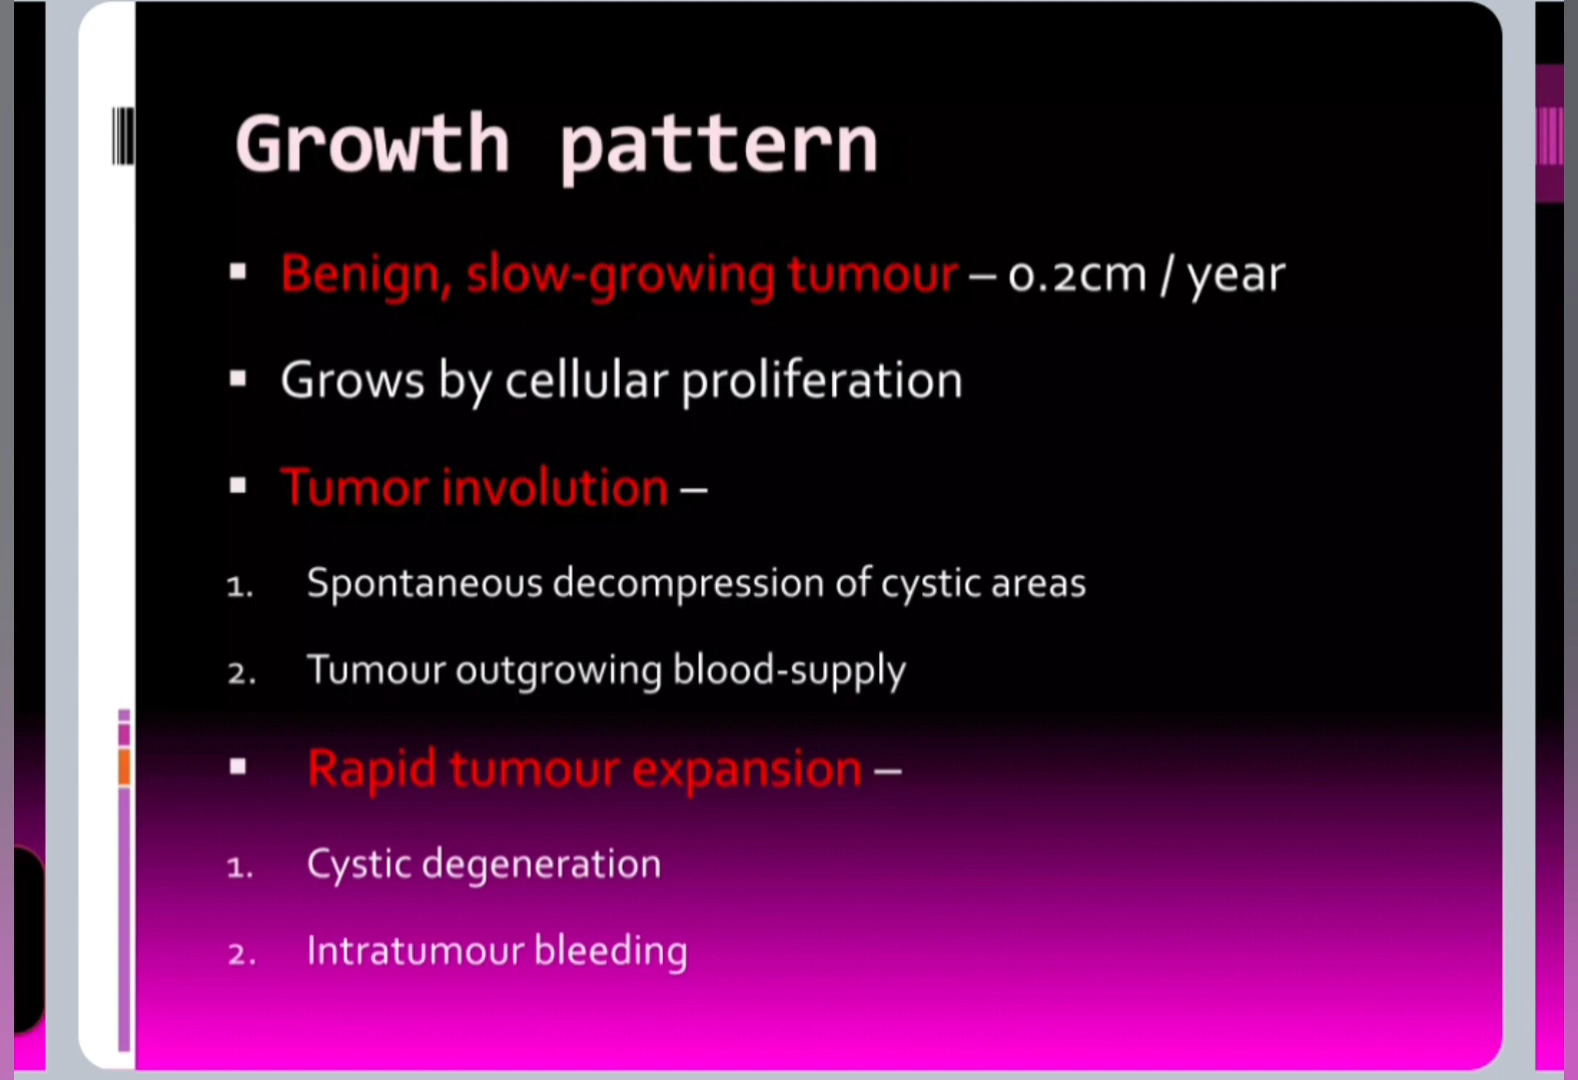 Growth pattern
▪ Benign, slow-growing tumour – 0.2cm / year
▪ Grows by cellular proliferation
▪ Tumor involution –
1. Spontaneous decompression of cystic areas
2. Tumour outgrowing blood-supply
▪ Rapid tumour expansion –
1. Cystic degeneration
2. Intratumour bleeding